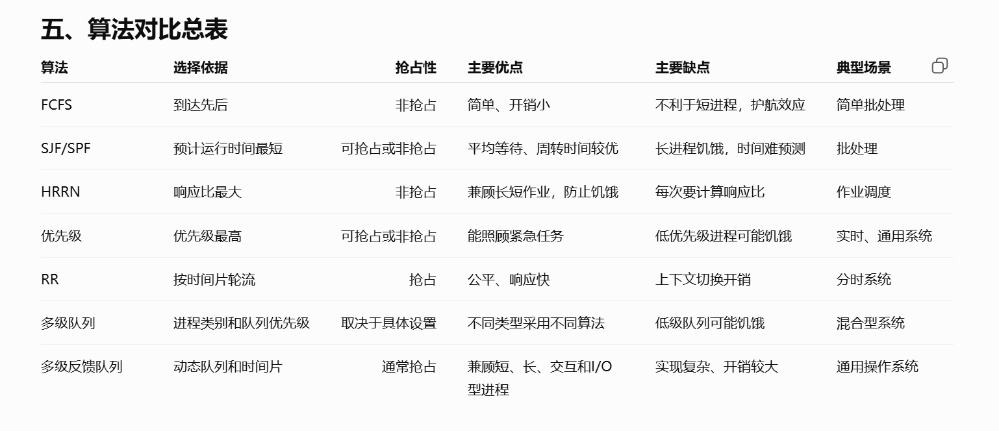 五、算法对比总表
算法 选择依据 抢占性 主要优点 主要缺点 典型场景
FCFS 到达先后 非抢占 简单、开销小 不利于短进程，护航效应 简单批处理
SJF/SPF 预计运行时间最短 可抢占或非抢占 平均等待、周转时间较优 长进程饥饿，时间难预测 批处理
HRRN 响应比最大 非抢占 兼顾长短作业，防止饥饿 每次要计算响应比 作业调度
优先级 优先级最高 可抢占或非抢占 能照顾紧急任务 低优先级进程可能饥饿 实时、通用系统
RR 按时间片轮流 抢占 公平、响应快 上下文切换开销 分时系统
多级队列 进程类别和队列优先级 取决于具体设置 不同类型采用不同算法 低级队列可能饥饿 混合型系统
多级反馈队列 动态队列和时间片 通常抢占 兼顾短、长、交互和I/O 实现复杂、开销较大 通用操作系统
型进程